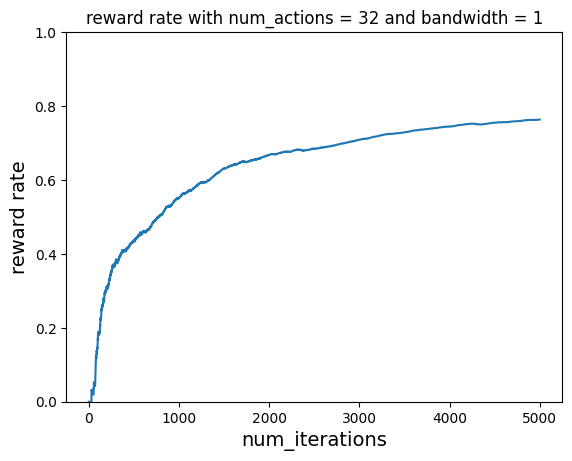 reward rate with num_actions = 32 and bandwidth = 1
1.0
0.8
0.6
0.4
0.2
0.0
reward rate
0 1000 2000 3000 4000 5000
num_iterations